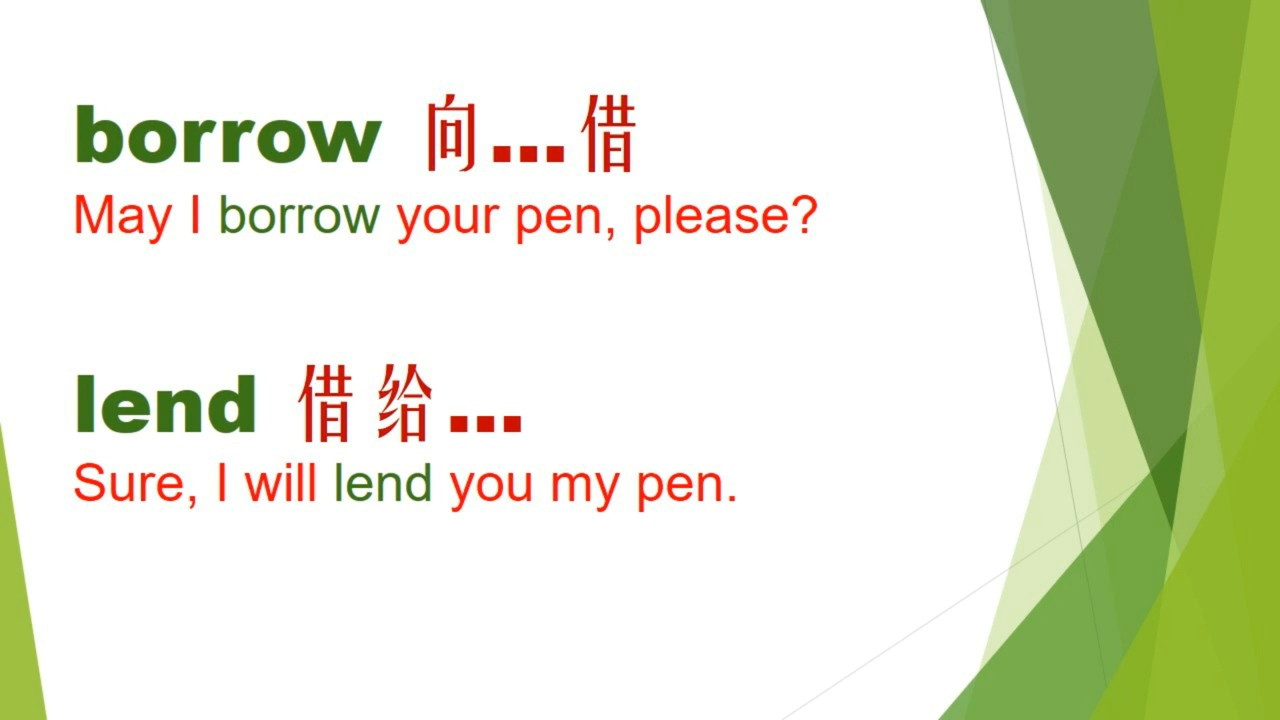 borrow 向...借
May I borrow your pen, please?
lend 借给...
Sure, I will lend you my pen.